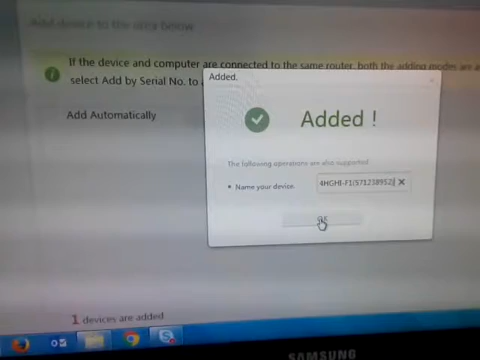 Add device to the area below
If the device and computer are connected to the same router, both the adding modes are a
select Add by Serial No. to
Added.
Add Automatically
Added !
The following operations are also supported
Name your device.
4HGHI-F1(571238952)
OK
1 devices are added
SAMSUNG